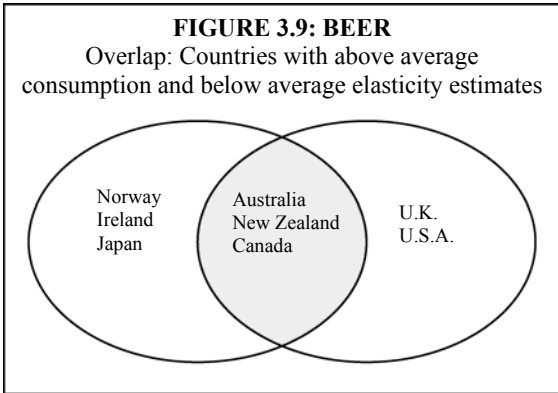 FIGURE 3.9: BEER
Overlap: Countries with above average
consumption and below average elasticity estimates
Norway
Ireland
Japan
Australia
New Zealand
Canada
U.K.
U.S.A.